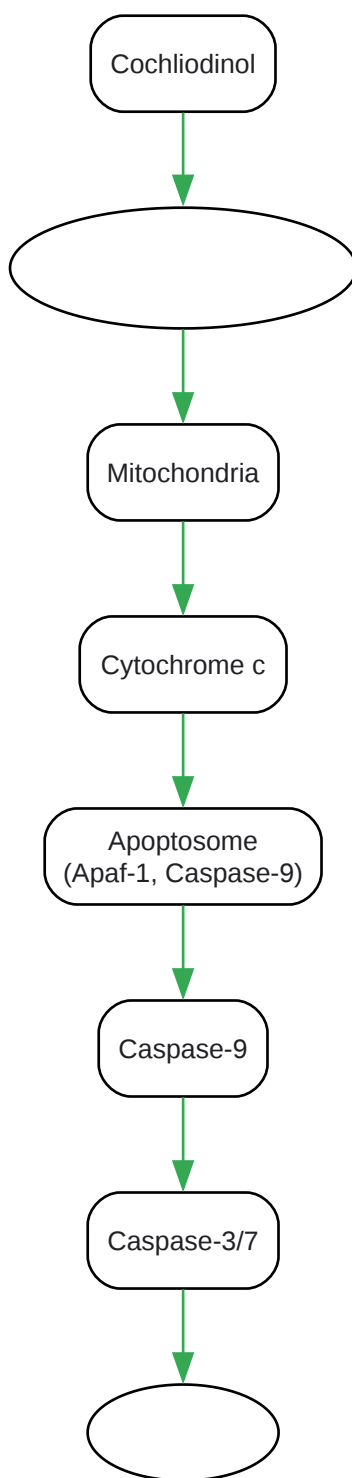 Cochliodinol
Mitochondria
Cytochrome c
Apoptosome
(Apaf-1, Caspase-9)
Caspase-9
Caspase-3/7